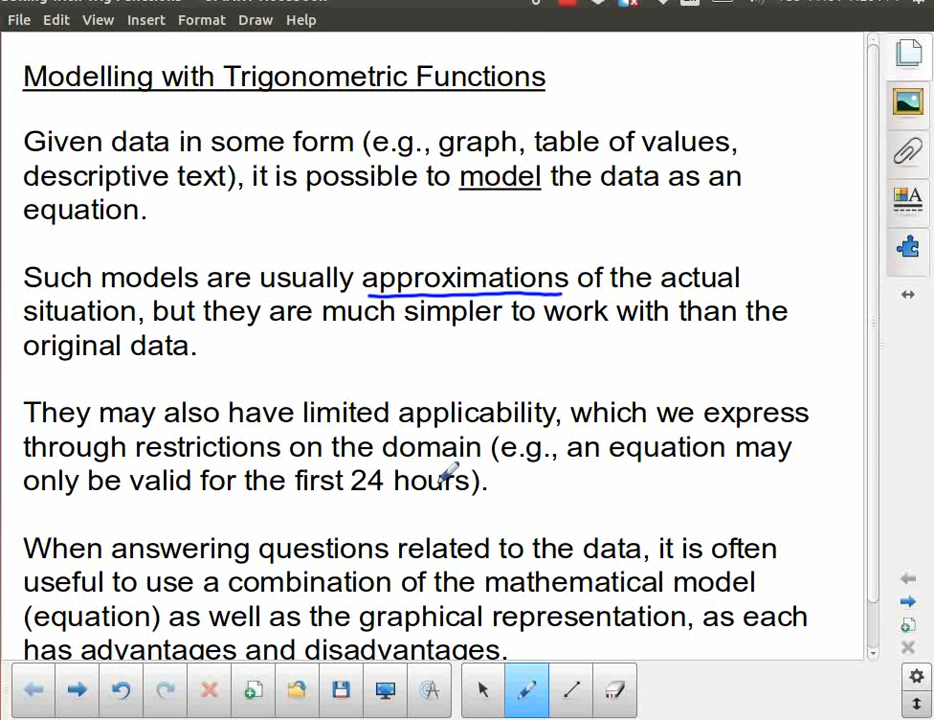 File Edit View Insert Format Draw Help
Modelling with Trigonometric Functions
Given data in some form (e.g., graph, table of values,
descriptive text), it is possible to model the data as an
equation.
Such models are usually approximations of the actual
situation, but they are much simpler to work with than the
original data.
They may also have limited applicability, which we express
through restrictions on the domain (e.g., an equation may
only be valid for the first 24 hours).
When answering questions related to the data, it is often
useful to use a combination of the mathematical model
(equation) as well as the graphical representation, as each
has advantages and disadvantages.